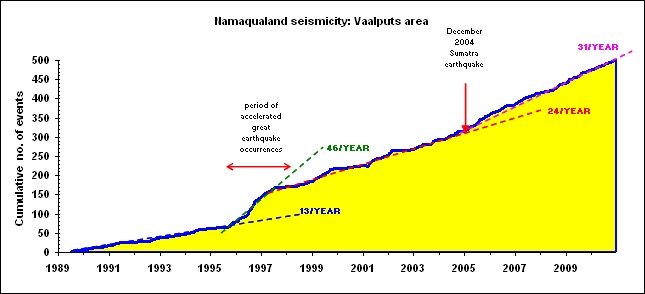 Namaqualand seismicity: Vaalputs area
Cumulative no. of events
500
450
400
350
300
250
200
150
100
50
0
1989
1991
1993
1995
1997
1999
2001
2003
2005
2007
2009
period of
accelerated
great
earthquake
occurrences
December
2004
Sumatra
earthquake
13/YEAR
46/YEAR
24/YEAR
31/YEAR